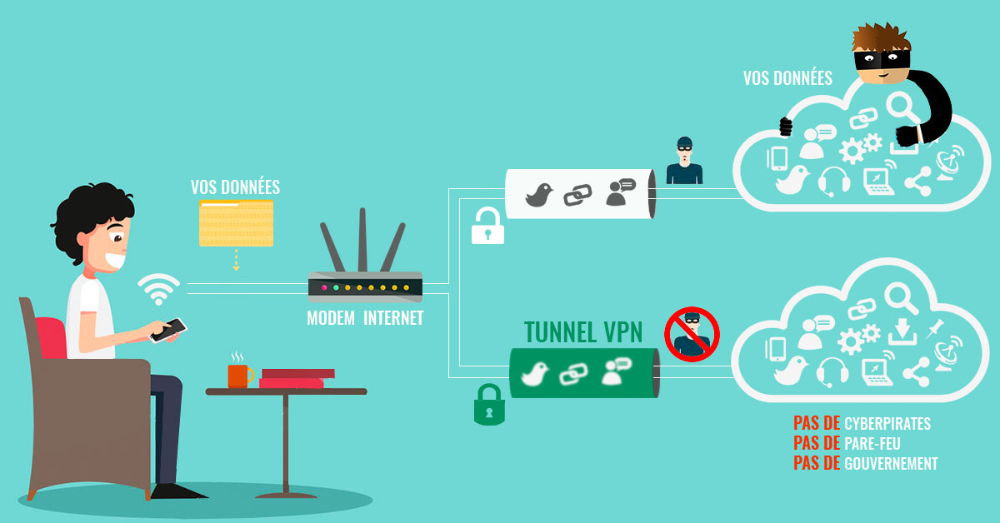 VOS DONNÉES
VOS DONNÉES
MODEM INTERNET
TUNNEL VPN
PAS DE CYBERPIRATES
PAS DE PARE-FEU
PAS DE GOUVERNEMENT